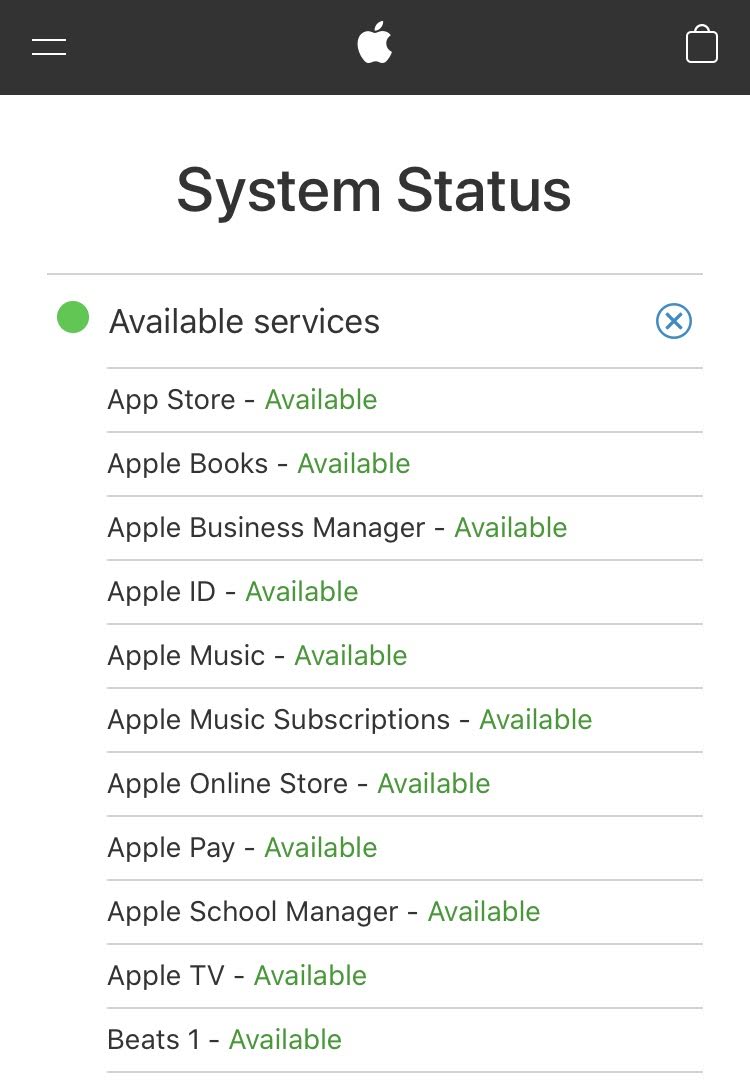 System Status
Available services
App Store - Available
Apple Books - Available
Apple Business Manager - Available
Apple ID - Available
Apple Music - Available
Apple Music Subscriptions - Available
Apple Online Store - Available
Apple Pay - Available
Apple School Manager - Available
Apple TV - Available
Beats 1 - Available